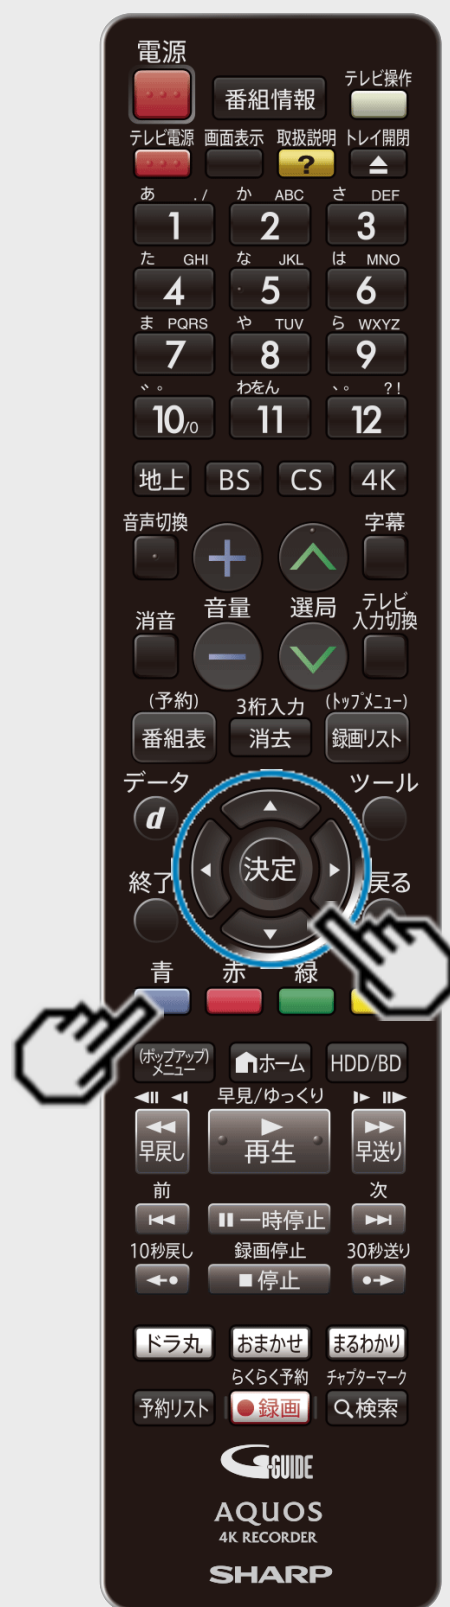 電源
番組情報
テレビ操作
テレビ電源 画面表示 取扱説明 トレイ開閉
?
あ ./ か ABC さ DEF
1 2 3
た GHI な JKL は MNO
4 5 6
ま PQRS や TUV ら WXYZ
7 8 9
゛゜ わをん 、。 ?!
10/0 11 12
地上 BS CS 4K
音声切換 字幕
消音 音量 選局 テレビ
入力切換
(予約) 3桁入力 (トップメニュー)
番組表 消去 録画リスト
データ ツール
d
決定
終了 戻る
青 赤 緑
(ポップアップ)
メニュー ホーム HDD/BD
早見/ゆっくり
早戻し 再生 早送り
前 次
一時停止
10秒戻し 録画停止 30秒送り
停止
ドラ丸 おまかせ まるわかり
らくらく予約 チャプターマーク
予約リスト 録画 検索
G-GUIDE
AQUOS
4K RECORDER
SHARP